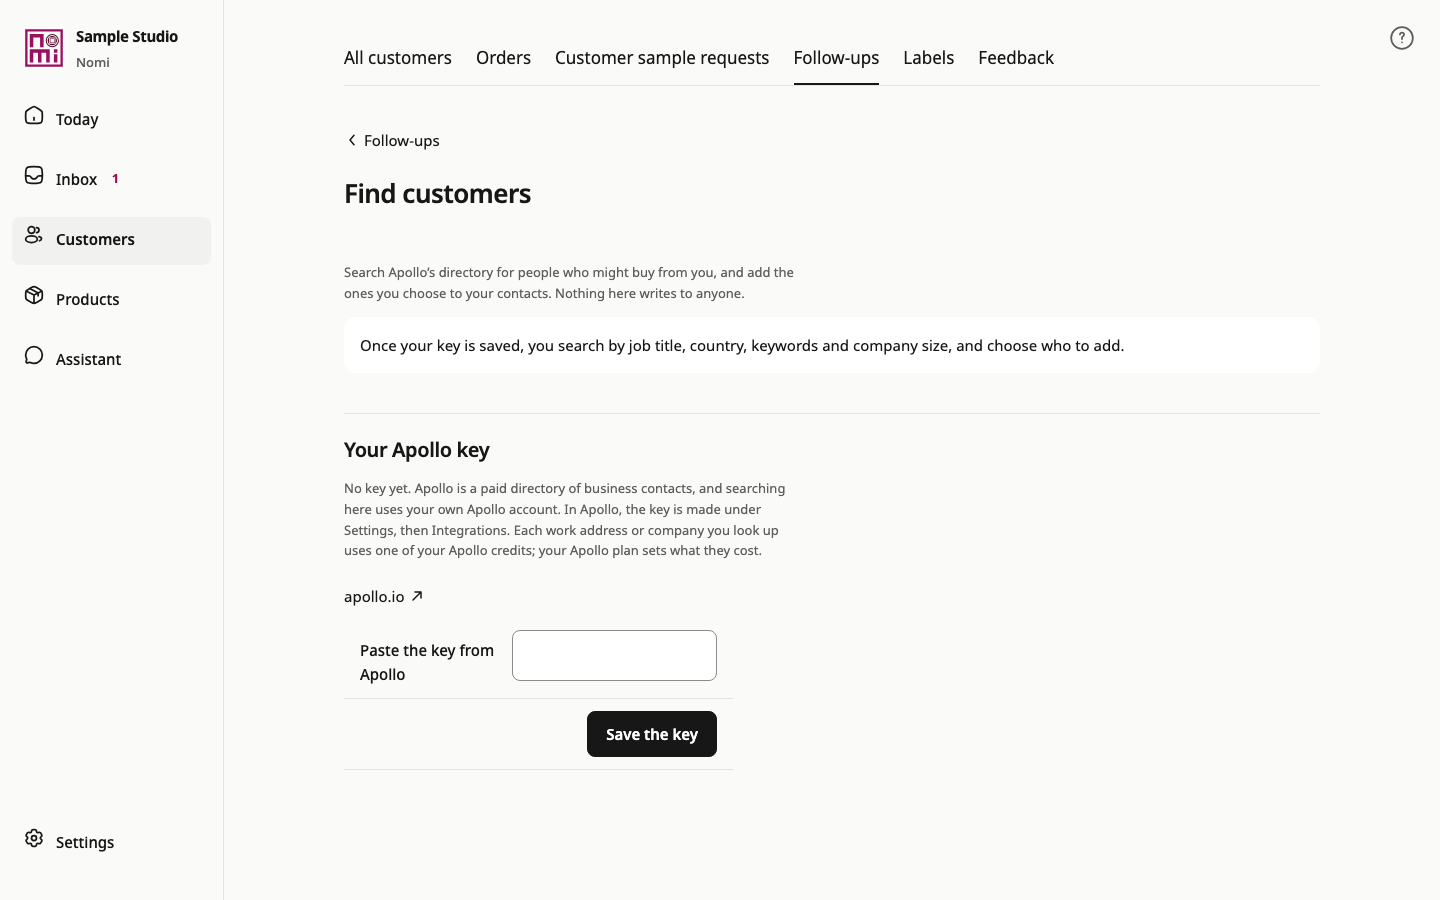 Sample Studio
Nomi
Today
Inbox 1
Customers
Products
Assistant
Settings
All customers Orders Customer sample requests Follow-ups Labels Feedback
Follow-ups
Find customers
Search Apollo’s directory for people who might buy from you, and add the
ones you choose to your contacts. Nothing here writes to anyone.
Once your key is saved, you search by job title, country, keywords and company size, and choose who to add.
Your Apollo key
No key yet. Apollo is a paid directory of business contacts, and searching
here uses your own Apollo account. In Apollo, the key is made under
Settings, then Integrations. Each work address or company you look up
uses one of your Apollo credits; your Apollo plan sets what they cost.
apollo.io
Paste the key from
Apollo
Save the key